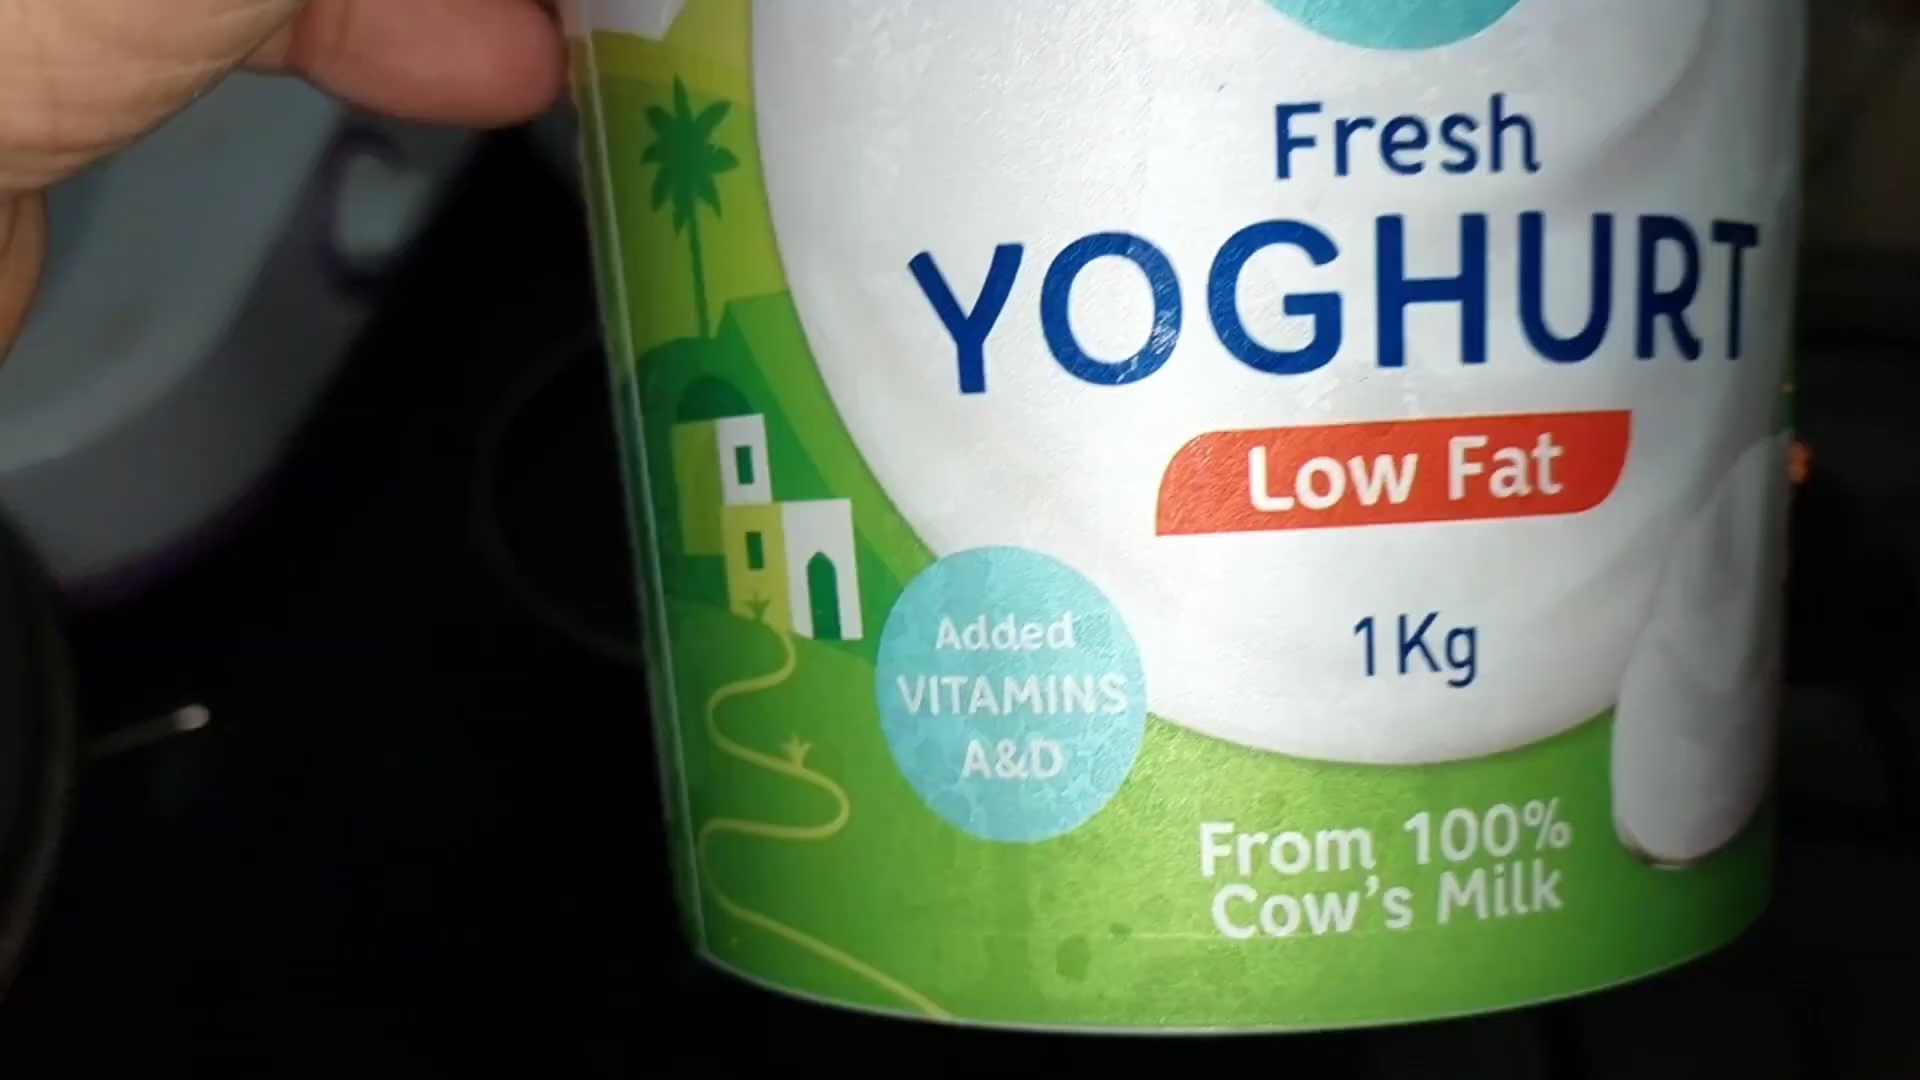 Fresh
YOGHURT
Low Fat
1Kg
Added
VITAMINS
A&D
From 100%
Cow's Milk